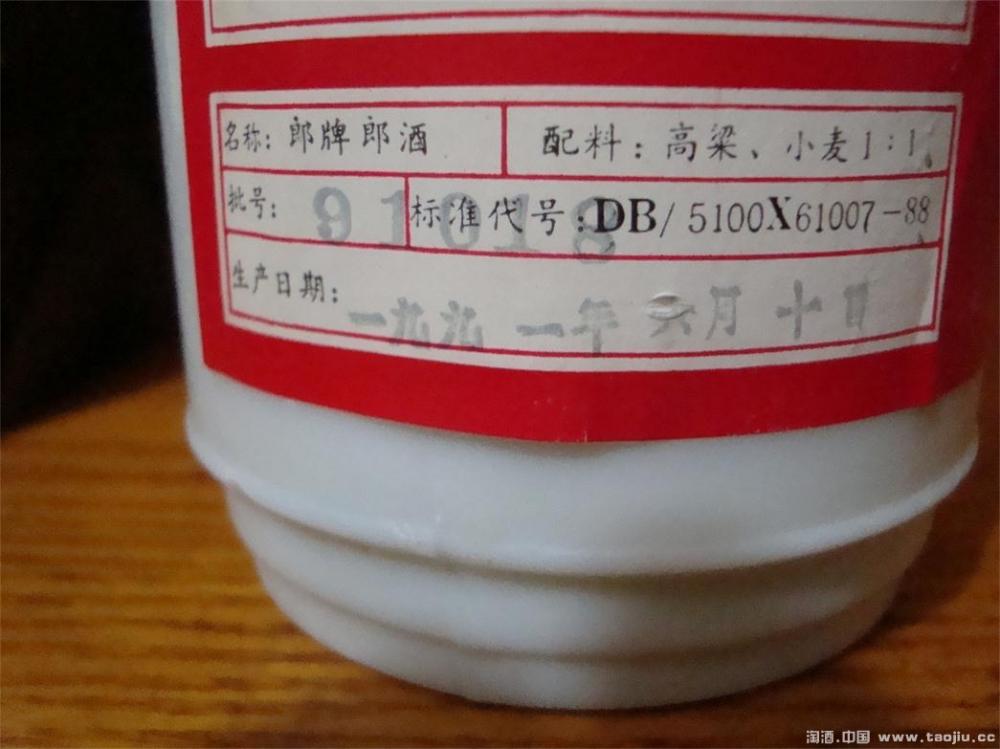 名称: 郎牌郎酒 配料: 高粱、小麦 1:1
批号: 91018 标准代号:DB/5100X61007-88
生产日期: 一九九一年六月十日
淘酒.中国 www.taojiu.cc